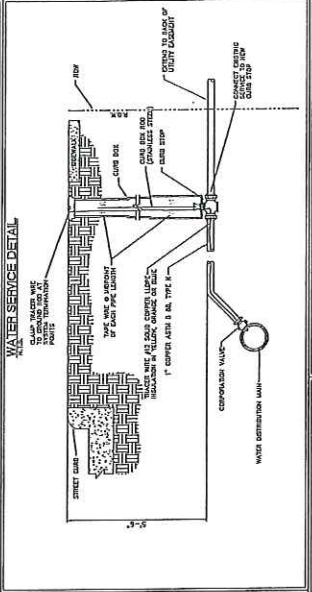 WATER SERVICE DETAIL
N.T.S.
CLAMP TRACER WIRE
TO GROUND ROD AT
SYSTEM TERMINATION
POINTS
STREET CURB
SIDEWALK
ROW
R.O.W.
CURB BOX
CURB BOX ROD
(STAINLESS STEEL)
CURB STOP
TAPE WIRE @ MIDPOINT
OF EACH PIPE LENGTH
TRACER WIRE #12 SOLID COPPER LDPE
INSULATION IN YELLOW, ORANGE OR BLUE
1" COPPER ASTM B 88, TYPE K
EXTEND TO BACK OF
UTILITY EASEMENT
CONNECT EXISTING
SERVICE TO NEW
CURB STOP
5'-6"
CORPORATION VALVE
WATER DISTRIBUTION MAIN